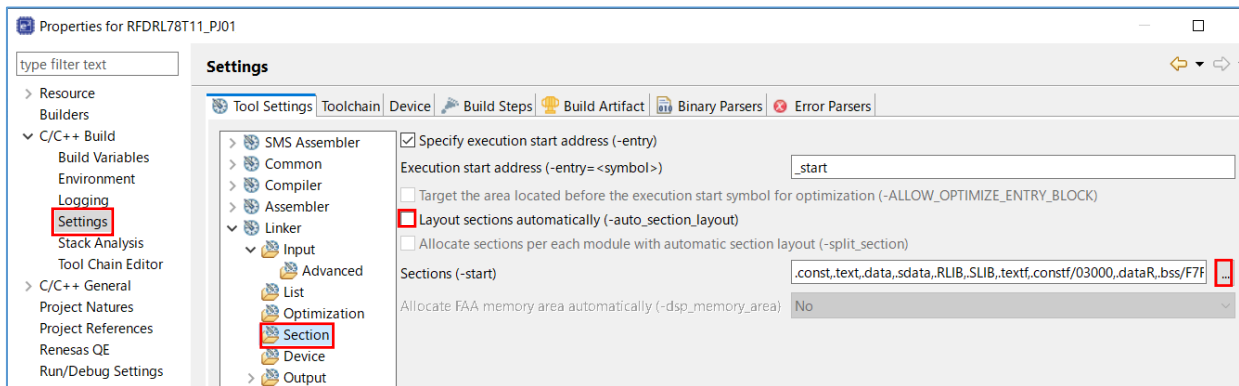 Properties for RFDRL78T11_PJ01
type filter text
Settings
Resource
Builders
C/C++ Build
Build Variables
Environment
Logging
Settings
Stack Analysis
Tool Chain Editor
C/C++ General
Project Natures
Project References
Renesas QE
Run/Debug Settings
Tool Settings Toolchain Device Build Steps Build Artifact Binary Parsers Error Parsers
SMS Assembler
Common
Compiler
Assembler
Linker
Input
Advanced
List
Optimization
Section
Device
Output
Specify execution start address (-entry)
Execution start address (-entry=<symbol>) _start
Target the area located before the execution start symbol for optimization (-ALLOW_OPTIMIZE_ENTRY_BLOCK)
Layout sections automatically (-auto_section_layout)
Allocate sections per each module with automatic section layout (-split_section)
Sections (-start) .const,.text,.data,.sdata,.RLIB,.SLIB,.textf,.constf/03000,.dataR,.bss/F7F ...
Allocate FAA memory area automatically (-dsp_memory_area) No